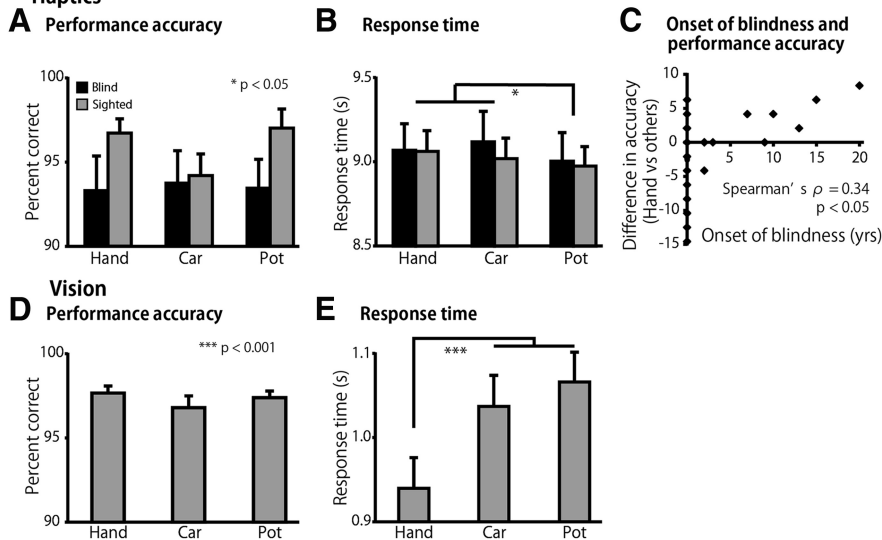 Haptics
A Performance accuracy
* p < 0.05
Blind
Sighted
Percent correct
100
95
90
Hand Car Pot
B Response time
*
Response time (s)
9.5
9.0
8.5
Hand Car Pot
C Onset of blindness and
performance accuracy
Difference in accuracy
(Hand vs others)
10
5
0
-5
-10
-15
5 10 15 20
Spearman' s ρ = 0.34
p < 0.05
Onset of blindness (yrs)
Vision
D Performance accuracy
*** p < 0.001
Percent correct
100
95
90
Hand Car Pot
E Response time
***
Response time (s)
1.1
1.0
0.9
Hand Car Pot